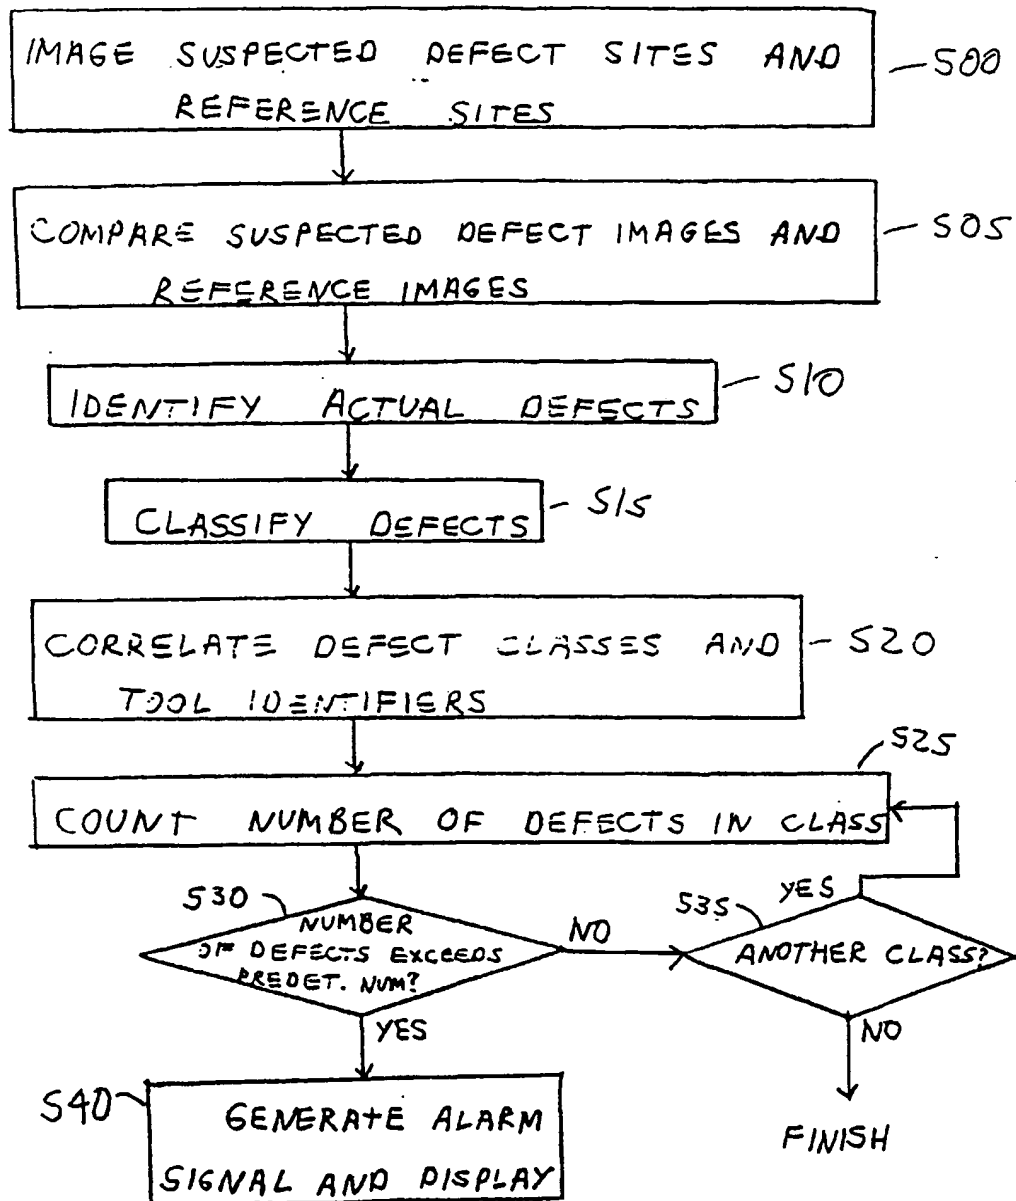 IMAGE SUSPECTED DEFECT SITES AND
REFERENCE SITES
500
COMPARE SUSPECTED DEFECT IMAGES AND
REFERENCE IMAGES
505
IDENTIFY ACTUAL DEFECTS
510
CLASSIFY DEFECTS
515
CORRELATE DEFECT CLASSES AND
TOOL IDENTIFIERS
520
525
COUNT NUMBER OF DEFECTS IN CLASS
530
NUMBER
OF DEFECTS EXCEEDS
PREDET. NUM?
NO
YES
535
YES
ANOTHER CLASS?
NO
FINISH
540
GENERATE ALARM
SIGNAL AND DISPLAY